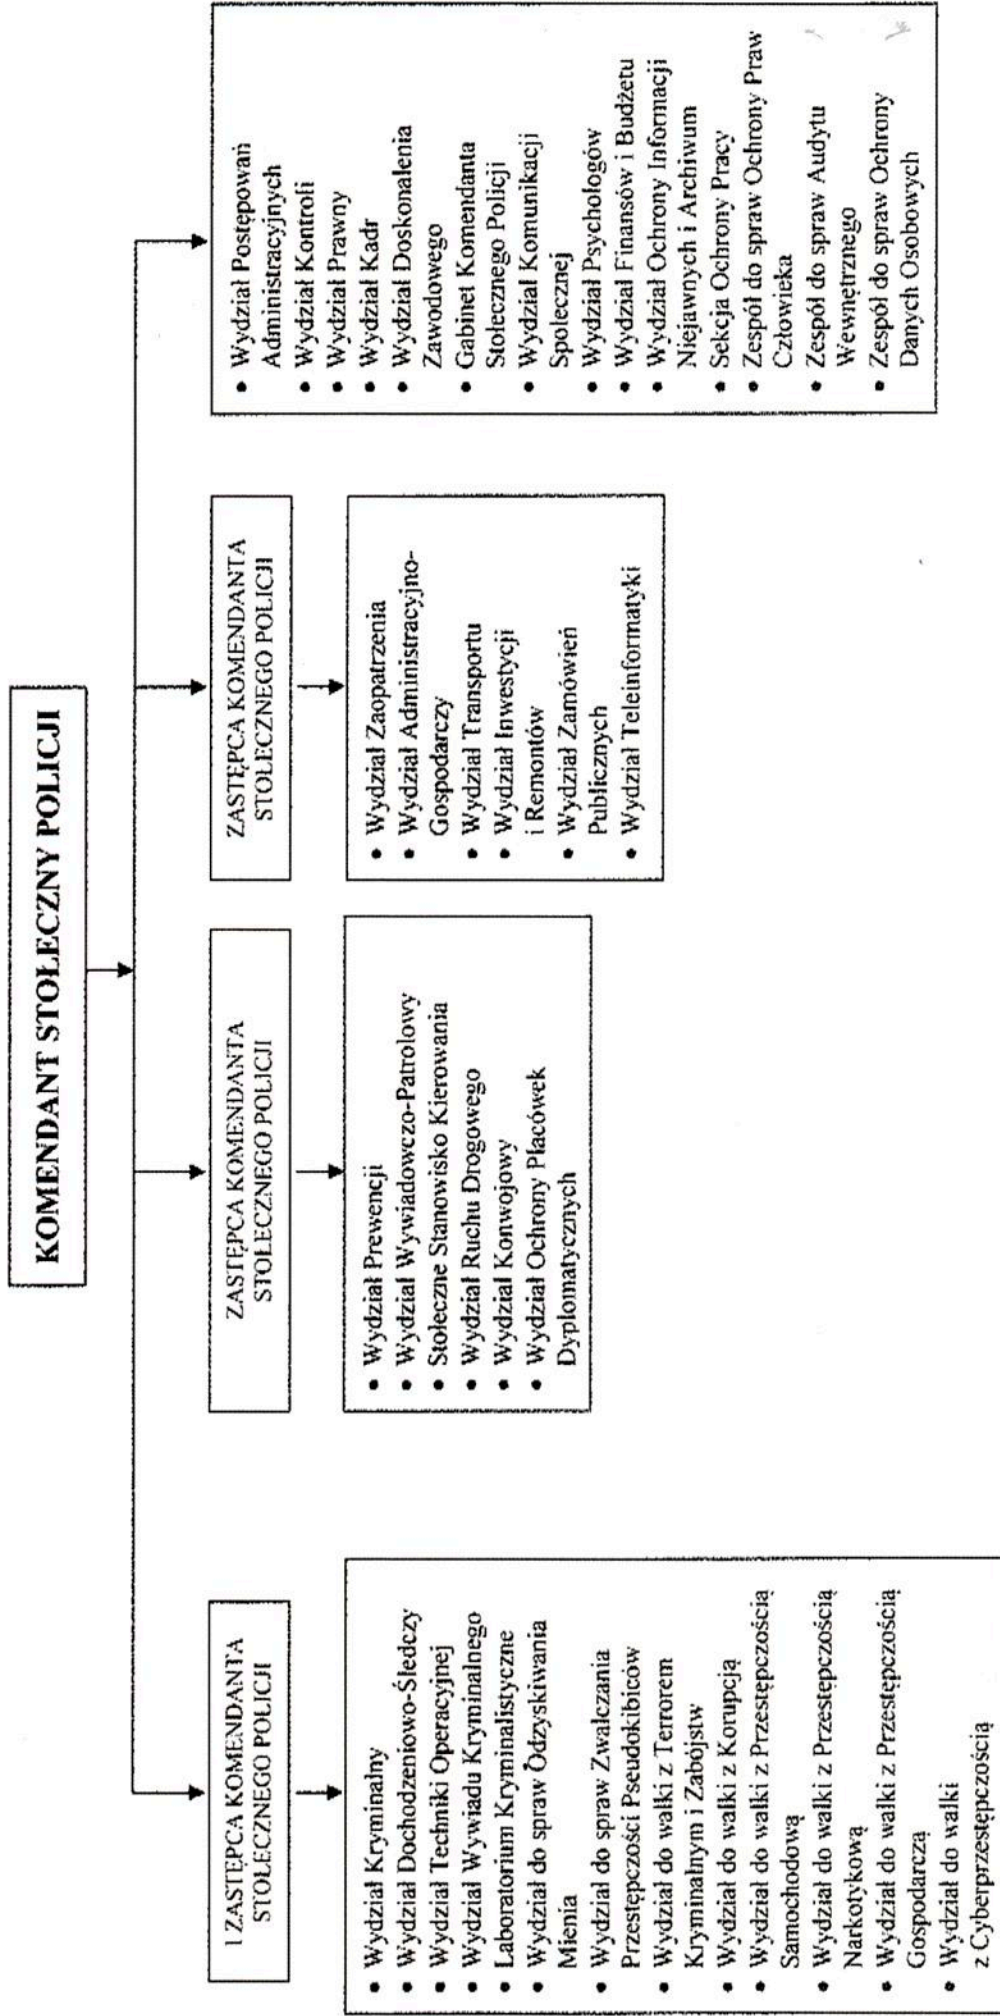 KOMENDANT STOŁECZNY POLICJI
I ZASTĘPCA KOMENDANTA
STOŁECZNEGO POLICJI
• Wydział Kryminalny
• Wydział Dochodzeniowo-Śledczy
• Wydział Techniki Operacyjnej
• Wydział Wywiadu Kryminalnego
• Laboratorium Kryminalistyczne
• Wydział do spraw Odzyskiwania
Mienia
• Wydział do spraw Zwalczania
Przestępczości Pseudokibiców
• Wydział do walki z Terrorem
Kryminalnym i Zabójstw
• Wydział do walki z Korupcją
• Wydział do walki z Przestępczością
Samochodową
• Wydział do walki z Przestępczością
Narkotykową
• Wydział do walki z Przestępczością
Gospodarczą
• Wydział do walki
z Cyberprzestępczością
ZASTĘPCA KOMENDANTA
STOŁECZNEGO POLICJI
• Wydział Prewencji
• Wydział Wywiadowczo-Patrolowy
• Stołeczne Stanowisko Kierowania
• Wydział Ruchu Drogowego
• Wydział Konwojowy
• Wydział Ochrony Placówek
Dyplomatycznych
ZASTĘPCA KOMENDANTA
STOŁECZNEGO POLICJI
• Wydział Zaopatrzenia
• Wydział Administracyjno-
Gospodarczy
• Wydział Transportu
• Wydział Inwestycji
i Remontów
• Wydział Zamówień
Publicznych
• Wydział Teleinformatyki
• Wydział Postępowań
Administracyjnych
• Wydział Kontroli
• Wydział Prawny
• Wydział Kadr
• Wydział Doskonalenia
Zawodowego
• Gabinet Komendanta
Stołecznego Policji
• Wydział Komunikacji
Społecznej
• Wydział Psychologów
• Wydział Finansów i Budżetu
• Wydział Ochrony Informacji
Niejawnych i Archiwum
• Sekcja Ochrony Pracy
• Zespół do spraw Ochrony Praw
Człowieka
• Zespół do spraw Audytu
Wewnętrznego
• Zespół do spraw Ochrony
Danych Osobowych